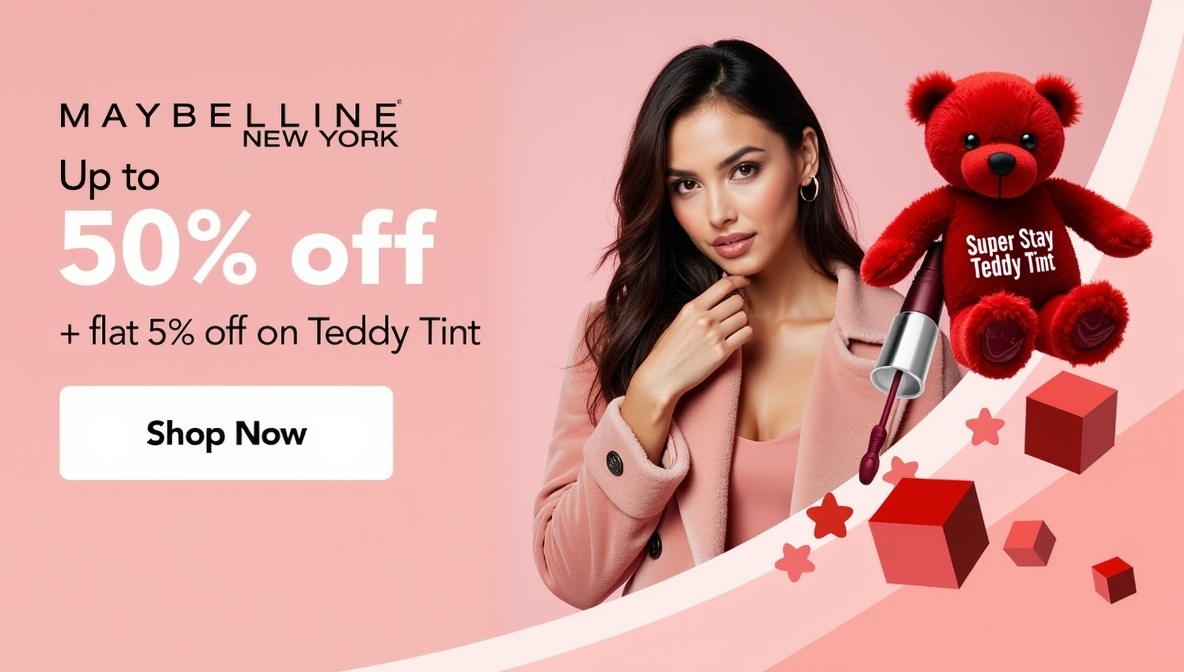 MAYBELLINE
NEW YORK
Up to
50% off
+ flat 5% off on Teddy Tint
Shop Now
Super Stay
Teddy Tint